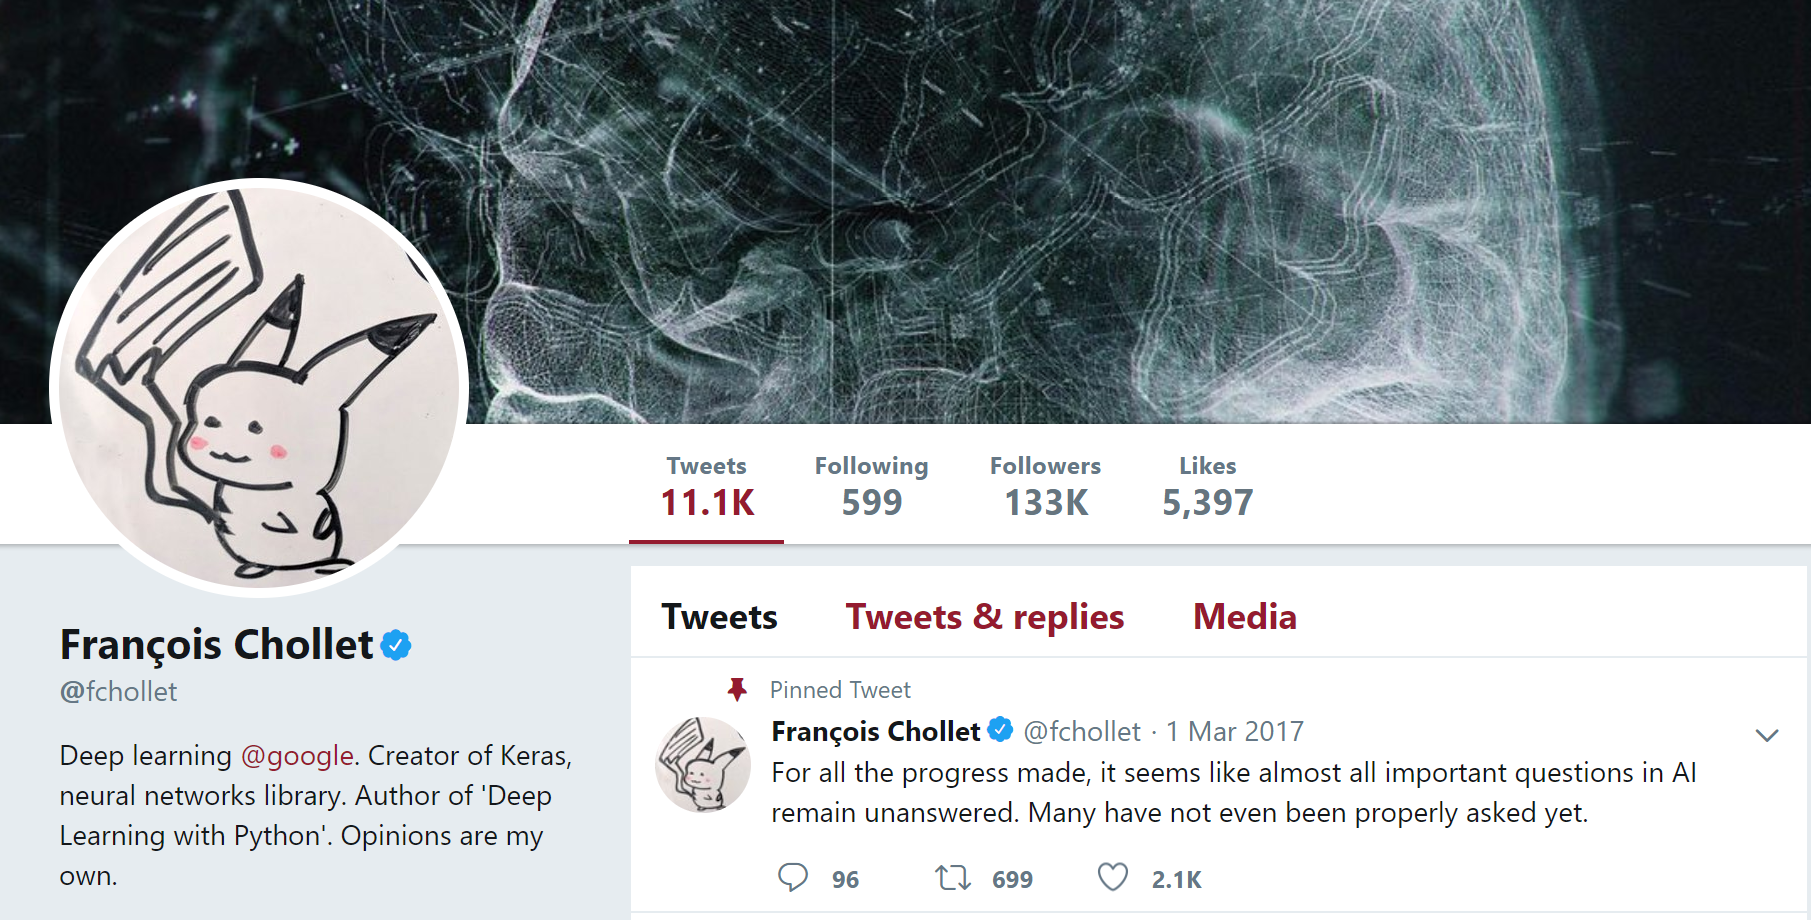 Tweets
11.1K
Following
599
Followers
133K
Likes
5,397
François Chollet
@fchollet
Deep learning @google. Creator of Keras,
neural networks library. Author of 'Deep
Learning with Python'. Opinions are my
own.
Tweets
Tweets & replies
Media
Pinned Tweet
François Chollet @fchollet · 1 Mar 2017
For all the progress made, it seems like almost all important questions in AI
remain unanswered. Many have not even been properly asked yet.
96
699
2.1K